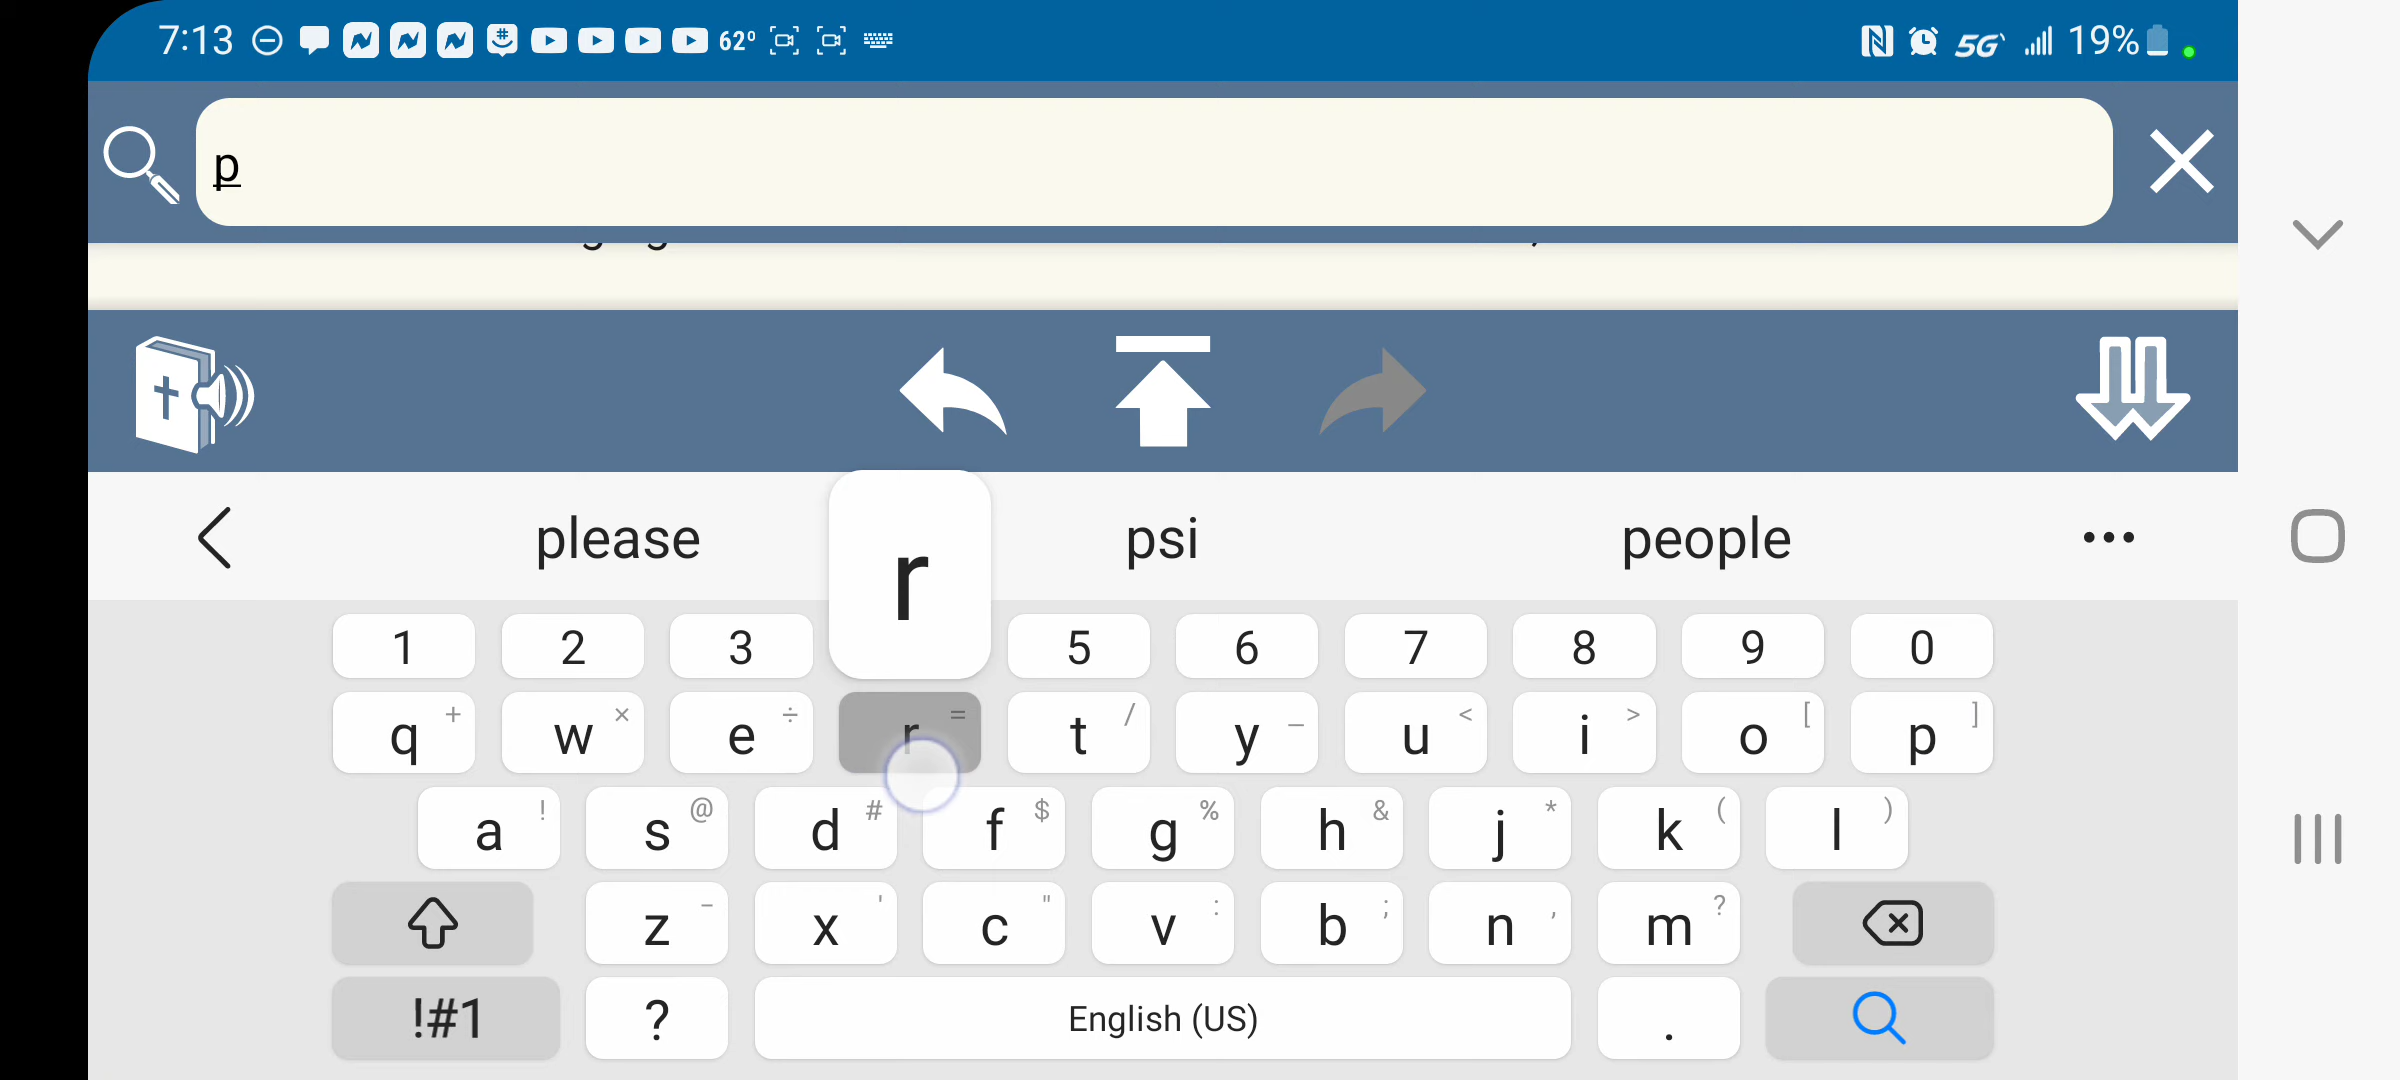 7:13 62° 5G 19%
p
please psi people
r
1 2 3 5 6 7 8 9 0
q + w × e ÷ r = t / y – u < i > o [ p ]
a ! s @ d # f $ g % h & j * k ( l )
z – x ' c " v : b ; n , m ?
!#1 ? English (US) .